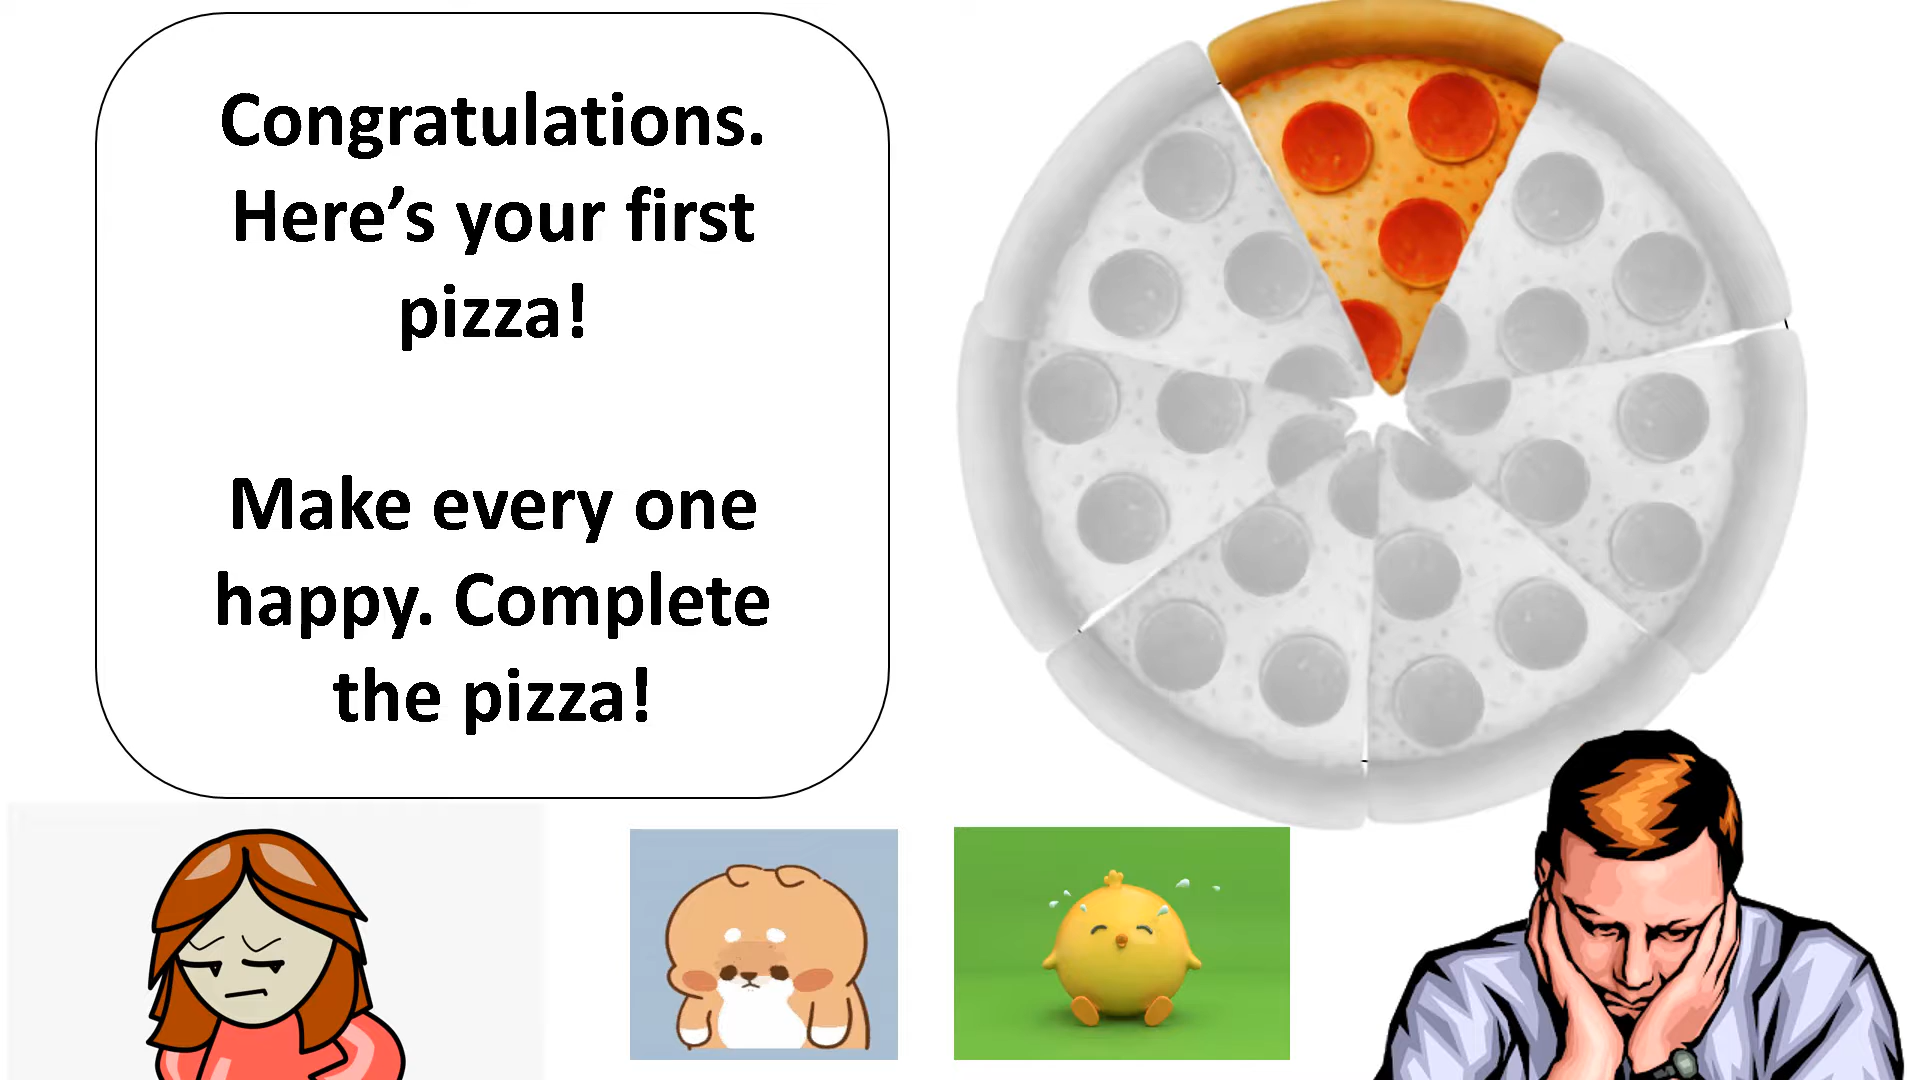 Congratulations.
Here’s your first
pizza!
Make every one
happy. Complete
the pizza!